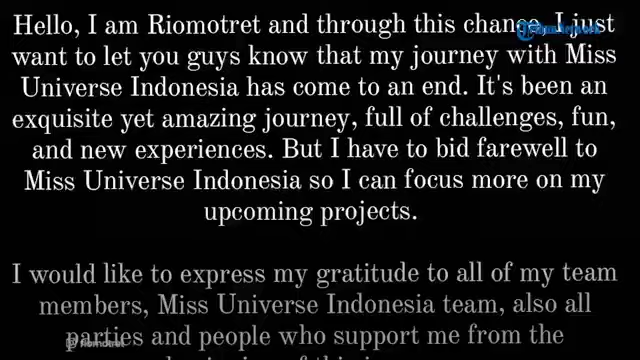 Hello, I am Riomotret and through this chance, I just
want to let you guys know that my journey with Miss
Universe Indonesia has come to an end. It's been an
exquisite yet amazing journey, full of challenges, fun,
and new experiences. But I have to bid farewell to
Miss Universe Indonesia so I can focus more on my
upcoming projects.
I would like to express my gratitude to all of my team
members, Miss Universe Indonesia team, also all
parties and people who support me from the
Riomotret